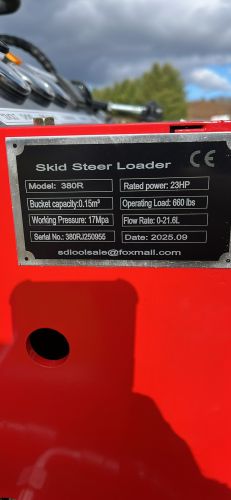 Skid Steer Loader CE
Model: 380R Rated power: 23HP
Bucket capacity:0.15m³ Operating Load: 660 lbs
Working Pressure: 17Mpa Flow Rate: 0-21.6L
Serial No.: 380RJ250955 Date: 2025.09
sdloolsale@foxmail.com